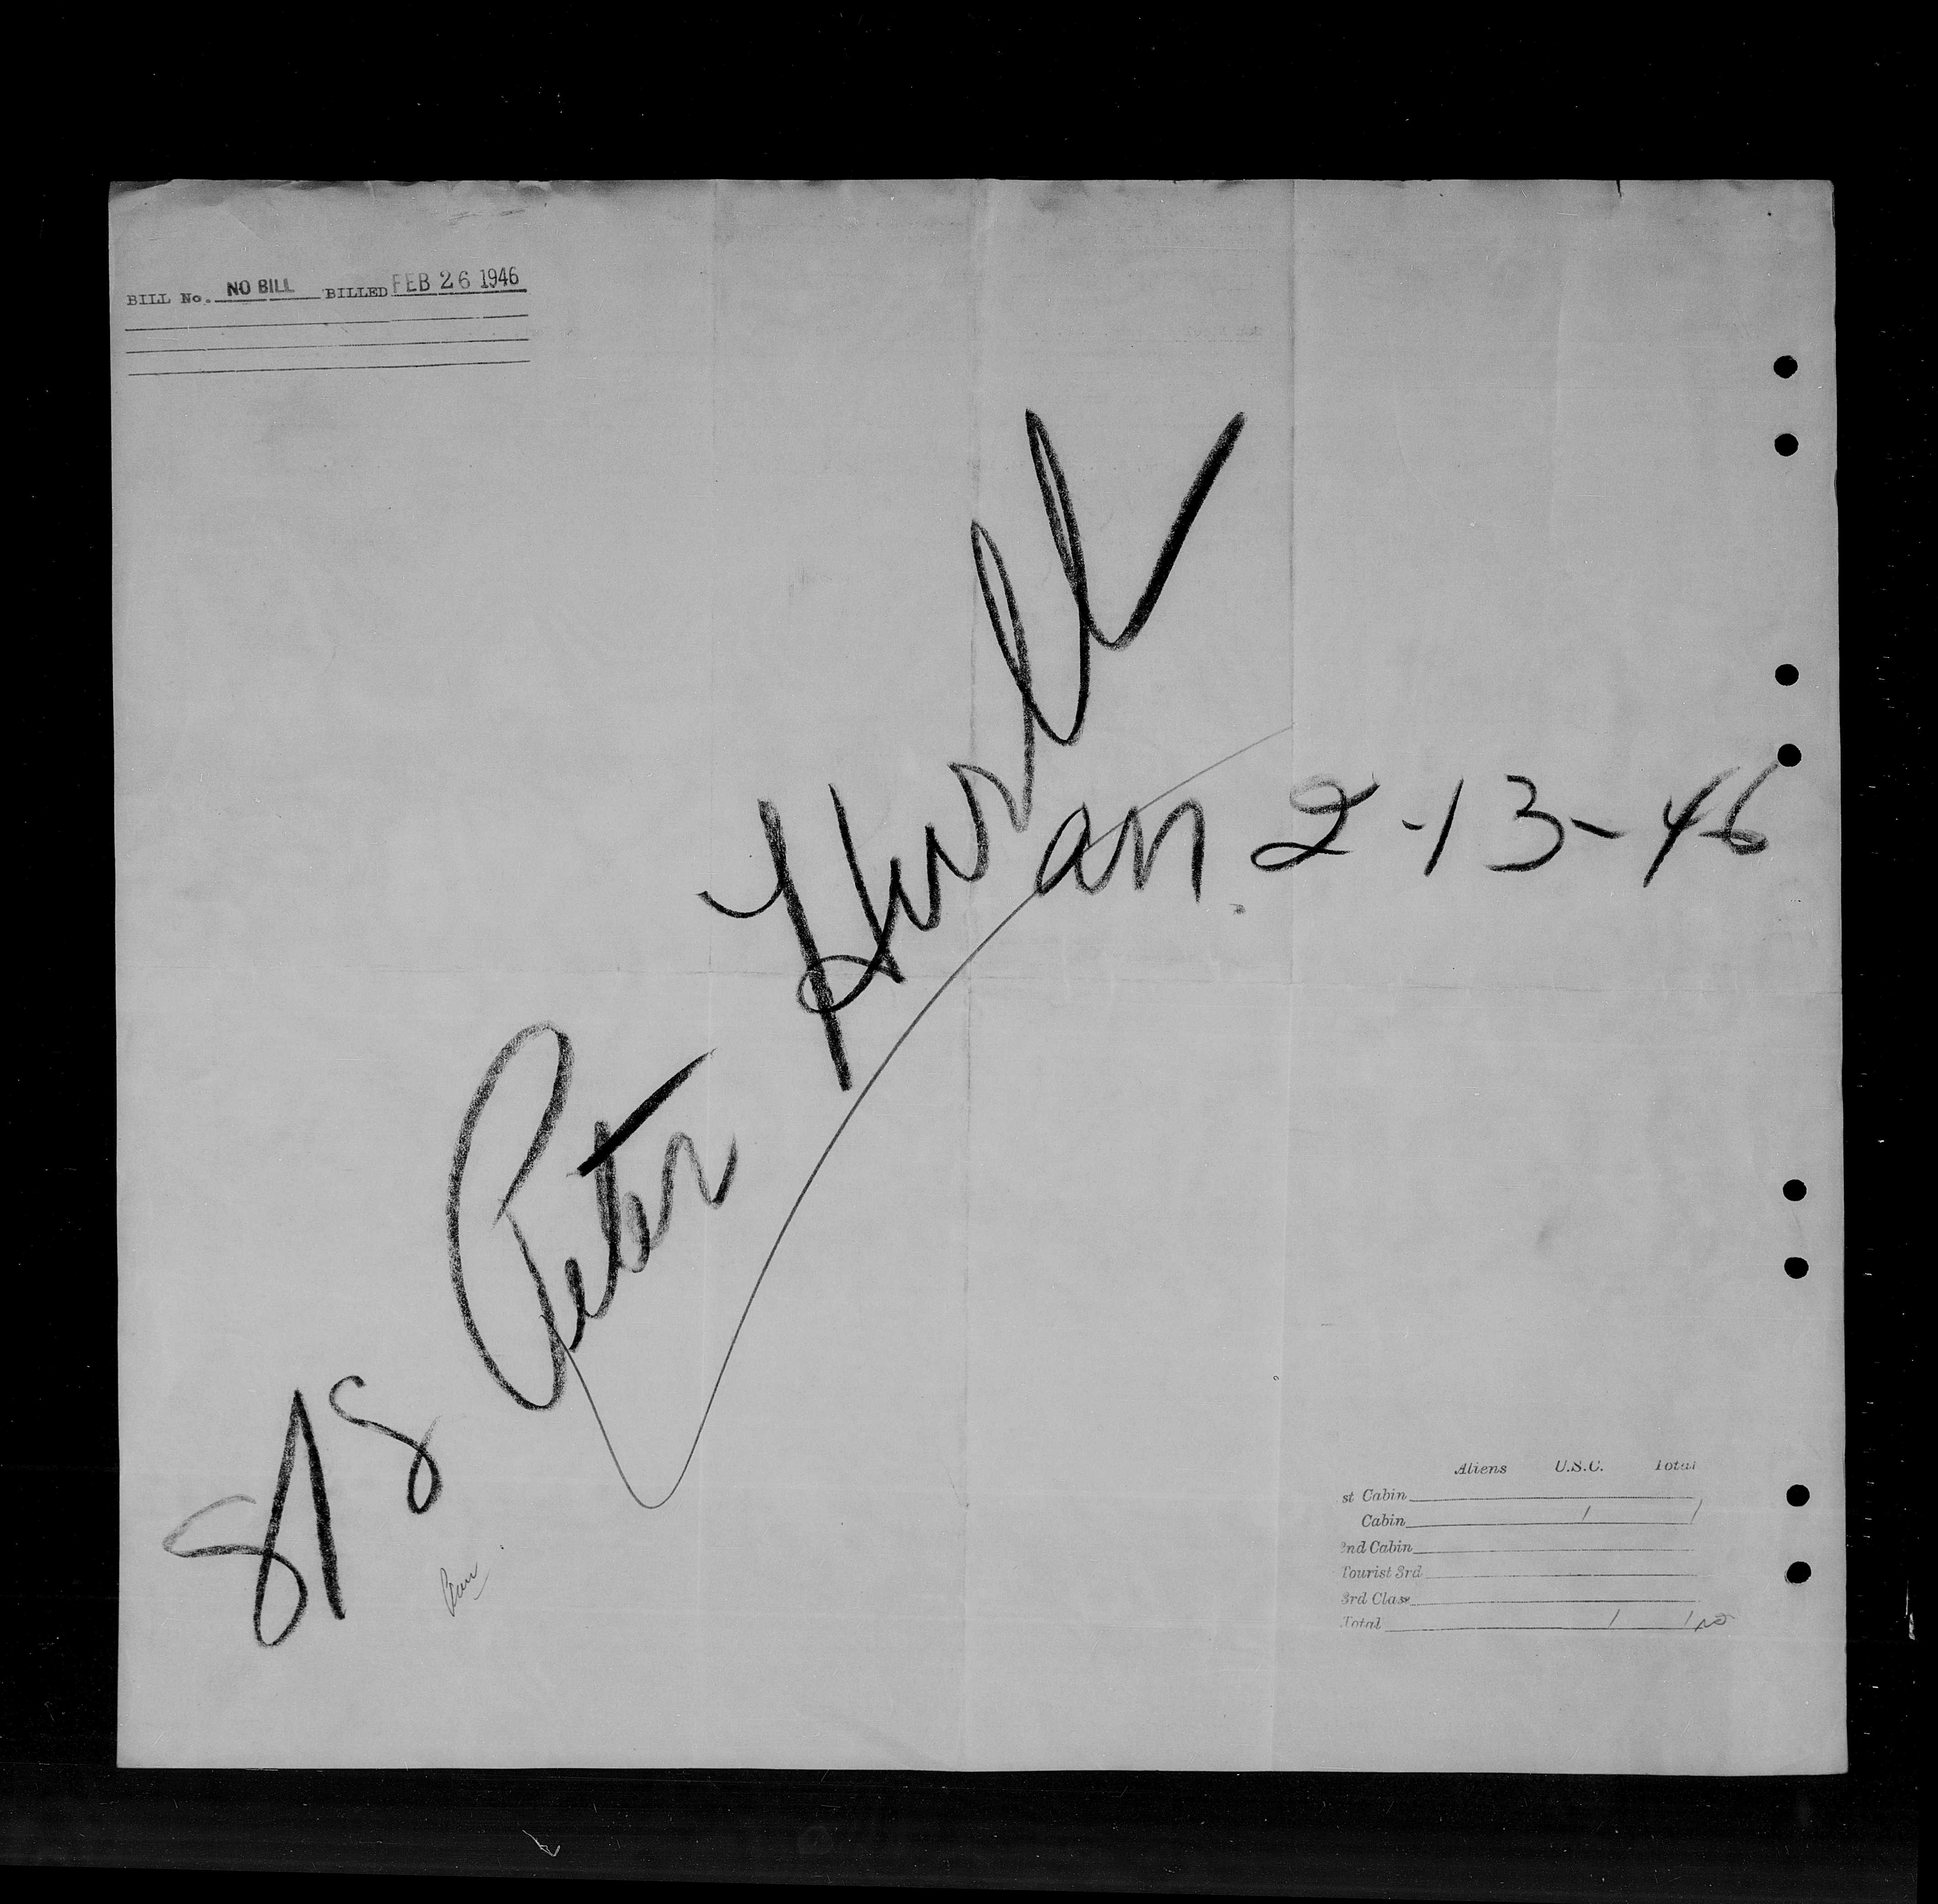 BILL No. NO BILL BILLED FEB 26 1946
S/S Peter Hurll
arr. 2-13-46
Aliens U.S.C. Total
st Cabin
Cabin 1 1
2nd Cabin
Tourist 3rd
3rd Class
Total 1 1